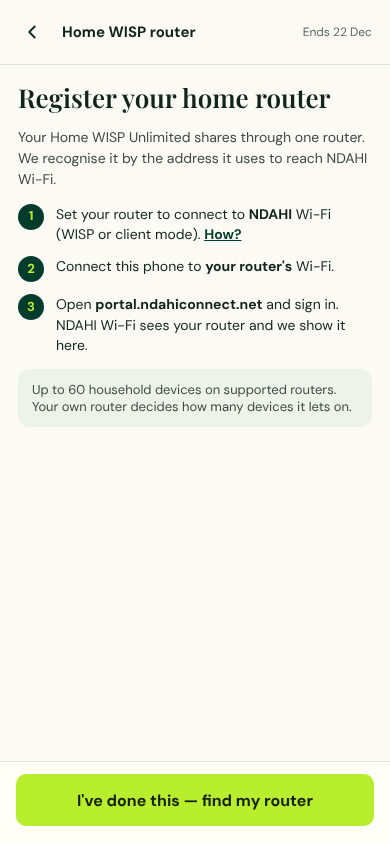 Home WISP router
Ends 22 Dec
Register your home router
Your Home WISP Unlimited shares through one router.
We recognise it by the address it uses to reach NDAHI
Wi-Fi.
1
Set your router to connect to NDAHI Wi-Fi
(WISP or client mode). How?
2
Connect this phone to your router's Wi-Fi.
3
Open portal.ndahiconnect.net and sign in.
NDAHI Wi-Fi sees your router and we show it
here.
Up to 60 household devices on supported routers.
Your own router decides how many devices it lets on.
I've done this — find my router